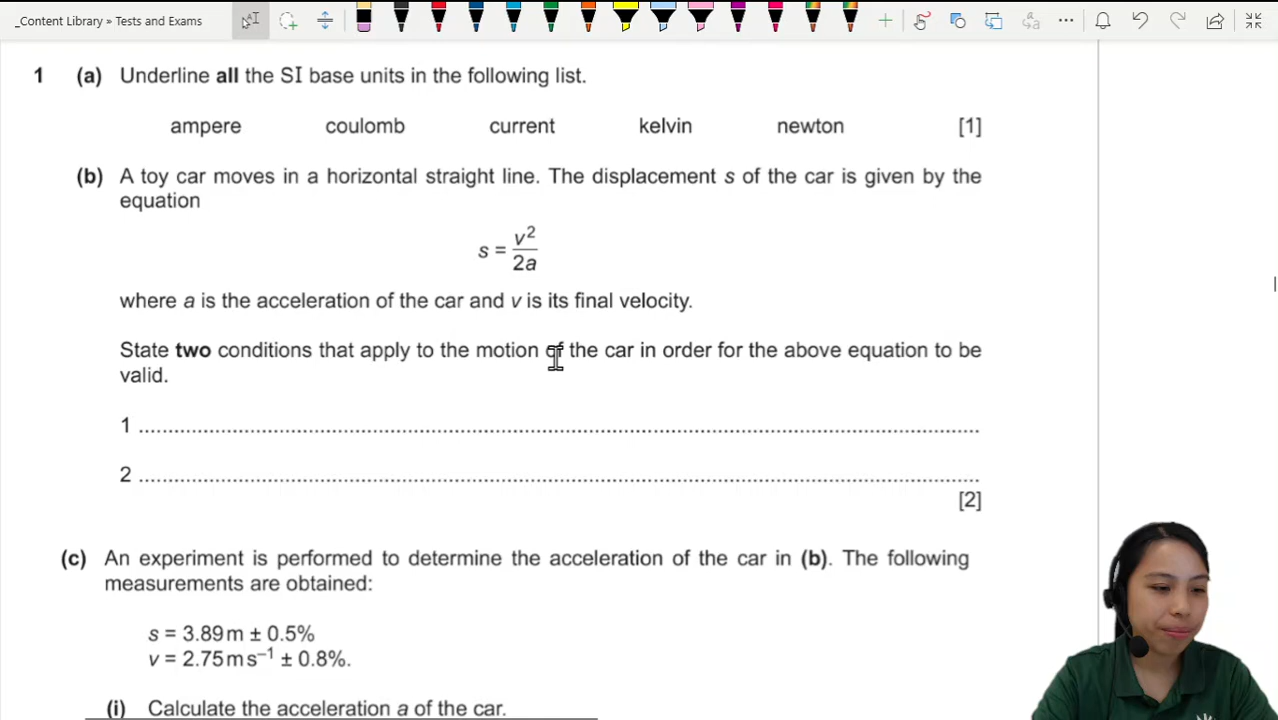 _Content Library » Tests and Exams
1 (a) Underline all the SI base units in the following list.
ampere coulomb current kelvin newton [1]
(b) A toy car moves in a horizontal straight line. The displacement s of the car is given by the
equation
s = v²/2a
where a is the acceleration of the car and v is its final velocity.
State two conditions that apply to the motion of the car in order for the above equation to be
valid.
1 ........................................................................
2 ........................................................................
[2]
(c) An experiment is performed to determine the acceleration of the car in (b). The following
measurements are obtained:
s = 3.89 m ± 0.5%
v = 2.75 m s⁻¹ ± 0.8%.
(i) Calculate the acceleration a of the car.